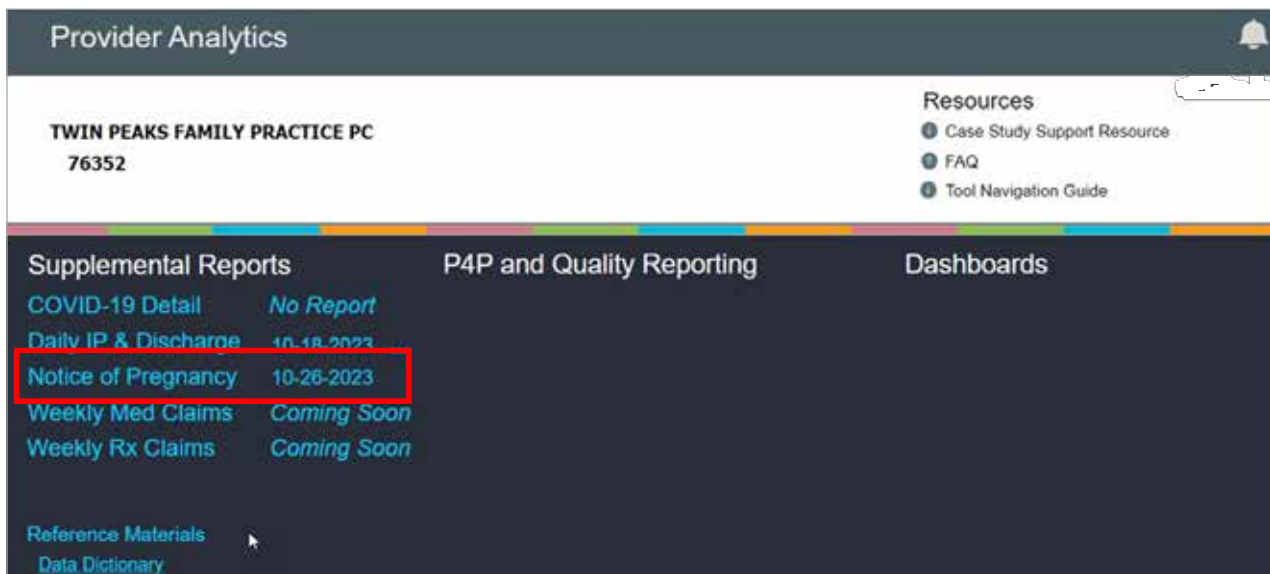 Provider Analytics
TWIN PEAKS FAMILY PRACTICE PC
76352
Resources
Case Study Support Resource
FAQ
Tool Navigation Guide
Supplemental Reports
COVID-19 Detail No Report
Daily IP & Discharge 10-18-2023
Notice of Pregnancy 10-26-2023
Weekly Med Claims Coming Soon
Weekly Rx Claims Coming Soon
Reference Materials
Data Dictionary
P4P and Quality Reporting
Dashboards